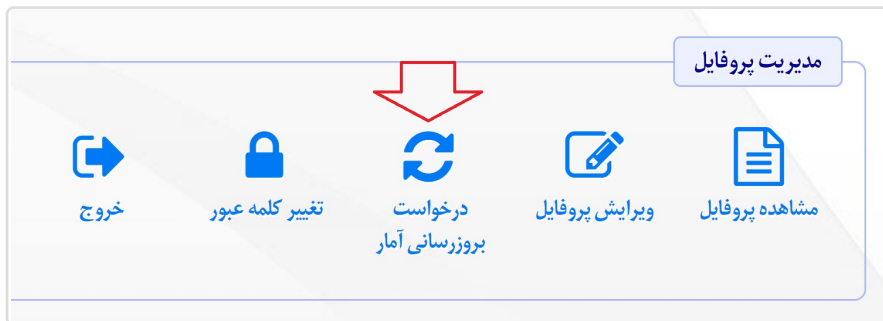 مدیریت پروفایل
مشاهده پروفایل
ویرایش پروفایل
درخواست
بروزرسانی آمار
تغییر کلمه عبور
خروج